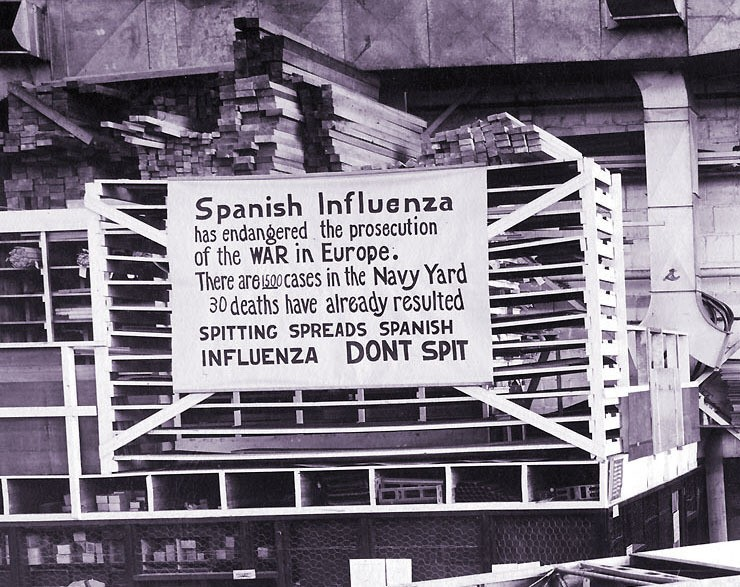 Spanish Influenza
has endangered the prosecution
of the WAR in Europe.
There are 1500 cases in the Navy Yard
30 deaths have already resulted
SPITTING SPREADS SPANISH
INFLUENZA DONT SPIT